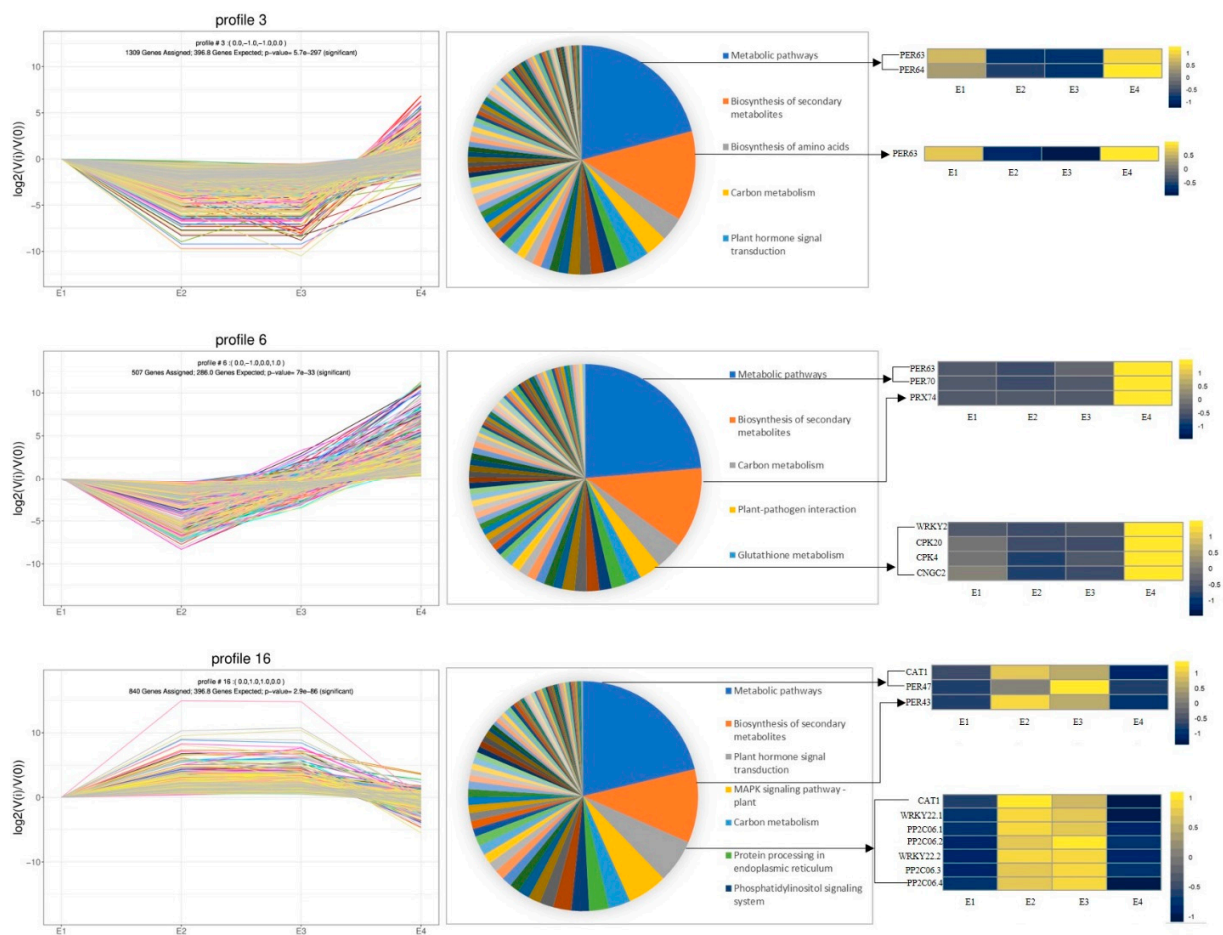 profile 3
profile # 3 :( 0.0,-1.0,-1.0,0.0 )
1309 Genes Assigned; 396.8 Genes Expected; p-value= 5.7e-297 (significant)
log2(V(i)/V(0))
10
5
0
−5
−10
E1
E2
E3
E4
Metabolic pathways
Biosynthesis of secondary
metabolites
Biosynthesis of amino acids
Carbon metabolism
Plant hormone signal
transduction
PER63
PER64
E1
E2
E3
E4
1
0.5
0
-0.5
-1
PER63
E1
E2
E3
E4
1
0.5
0
-0.5
profile 6
profile # 6 :( 0.0,-1.0,0.0,1.0 )
507 Genes Assigned; 286.0 Genes Expected; p-value= 7e-33 (significant)
log2(V(i)/V(0))
10
5
0
−5
−10
E1
E2
E3
E4
Metabolic pathways
Biosynthesis of secondary
metabolites
Carbon metabolism
Plant-pathogen interaction
Glutathione metabolism
PER63
PER70
PRX74
E1
E2
E3
E4
1
0.5
0
-0.5
-1
WRKY2
CPK20
CPK4
CNGC2
E1
E2
E3
E4
1
0.5
0
-0.5
-1
profile 16
profile # 16 :( 0.0,1.0,1.0,0.0 )
840 Genes Assigned; 396.8 Genes Expected; p-value= 2.9e-86 (significant)
log2(V(i)/V(0))
10
0
−10
E1
E2
E3
E4
Metabolic pathways
Biosynthesis of secondary
metabolites
Plant hormone signal
transduction
MAPK signaling pathway -
plant
Carbon metabolism
Protein processing in
endoplasmic reticulum
Phosphatidylinositol signaling
system
CAT1
PER47
PER43
E1
E2
E3
E4
1
0.5
0
-0.5
-1
CAT1
WRKY22.1
PP2C06.1
PP2C06.2
WRKY22.2
PP2C06.3
PP2C06.4
E1
E2
E3
E4
1
0.5
0
-0.5
-1